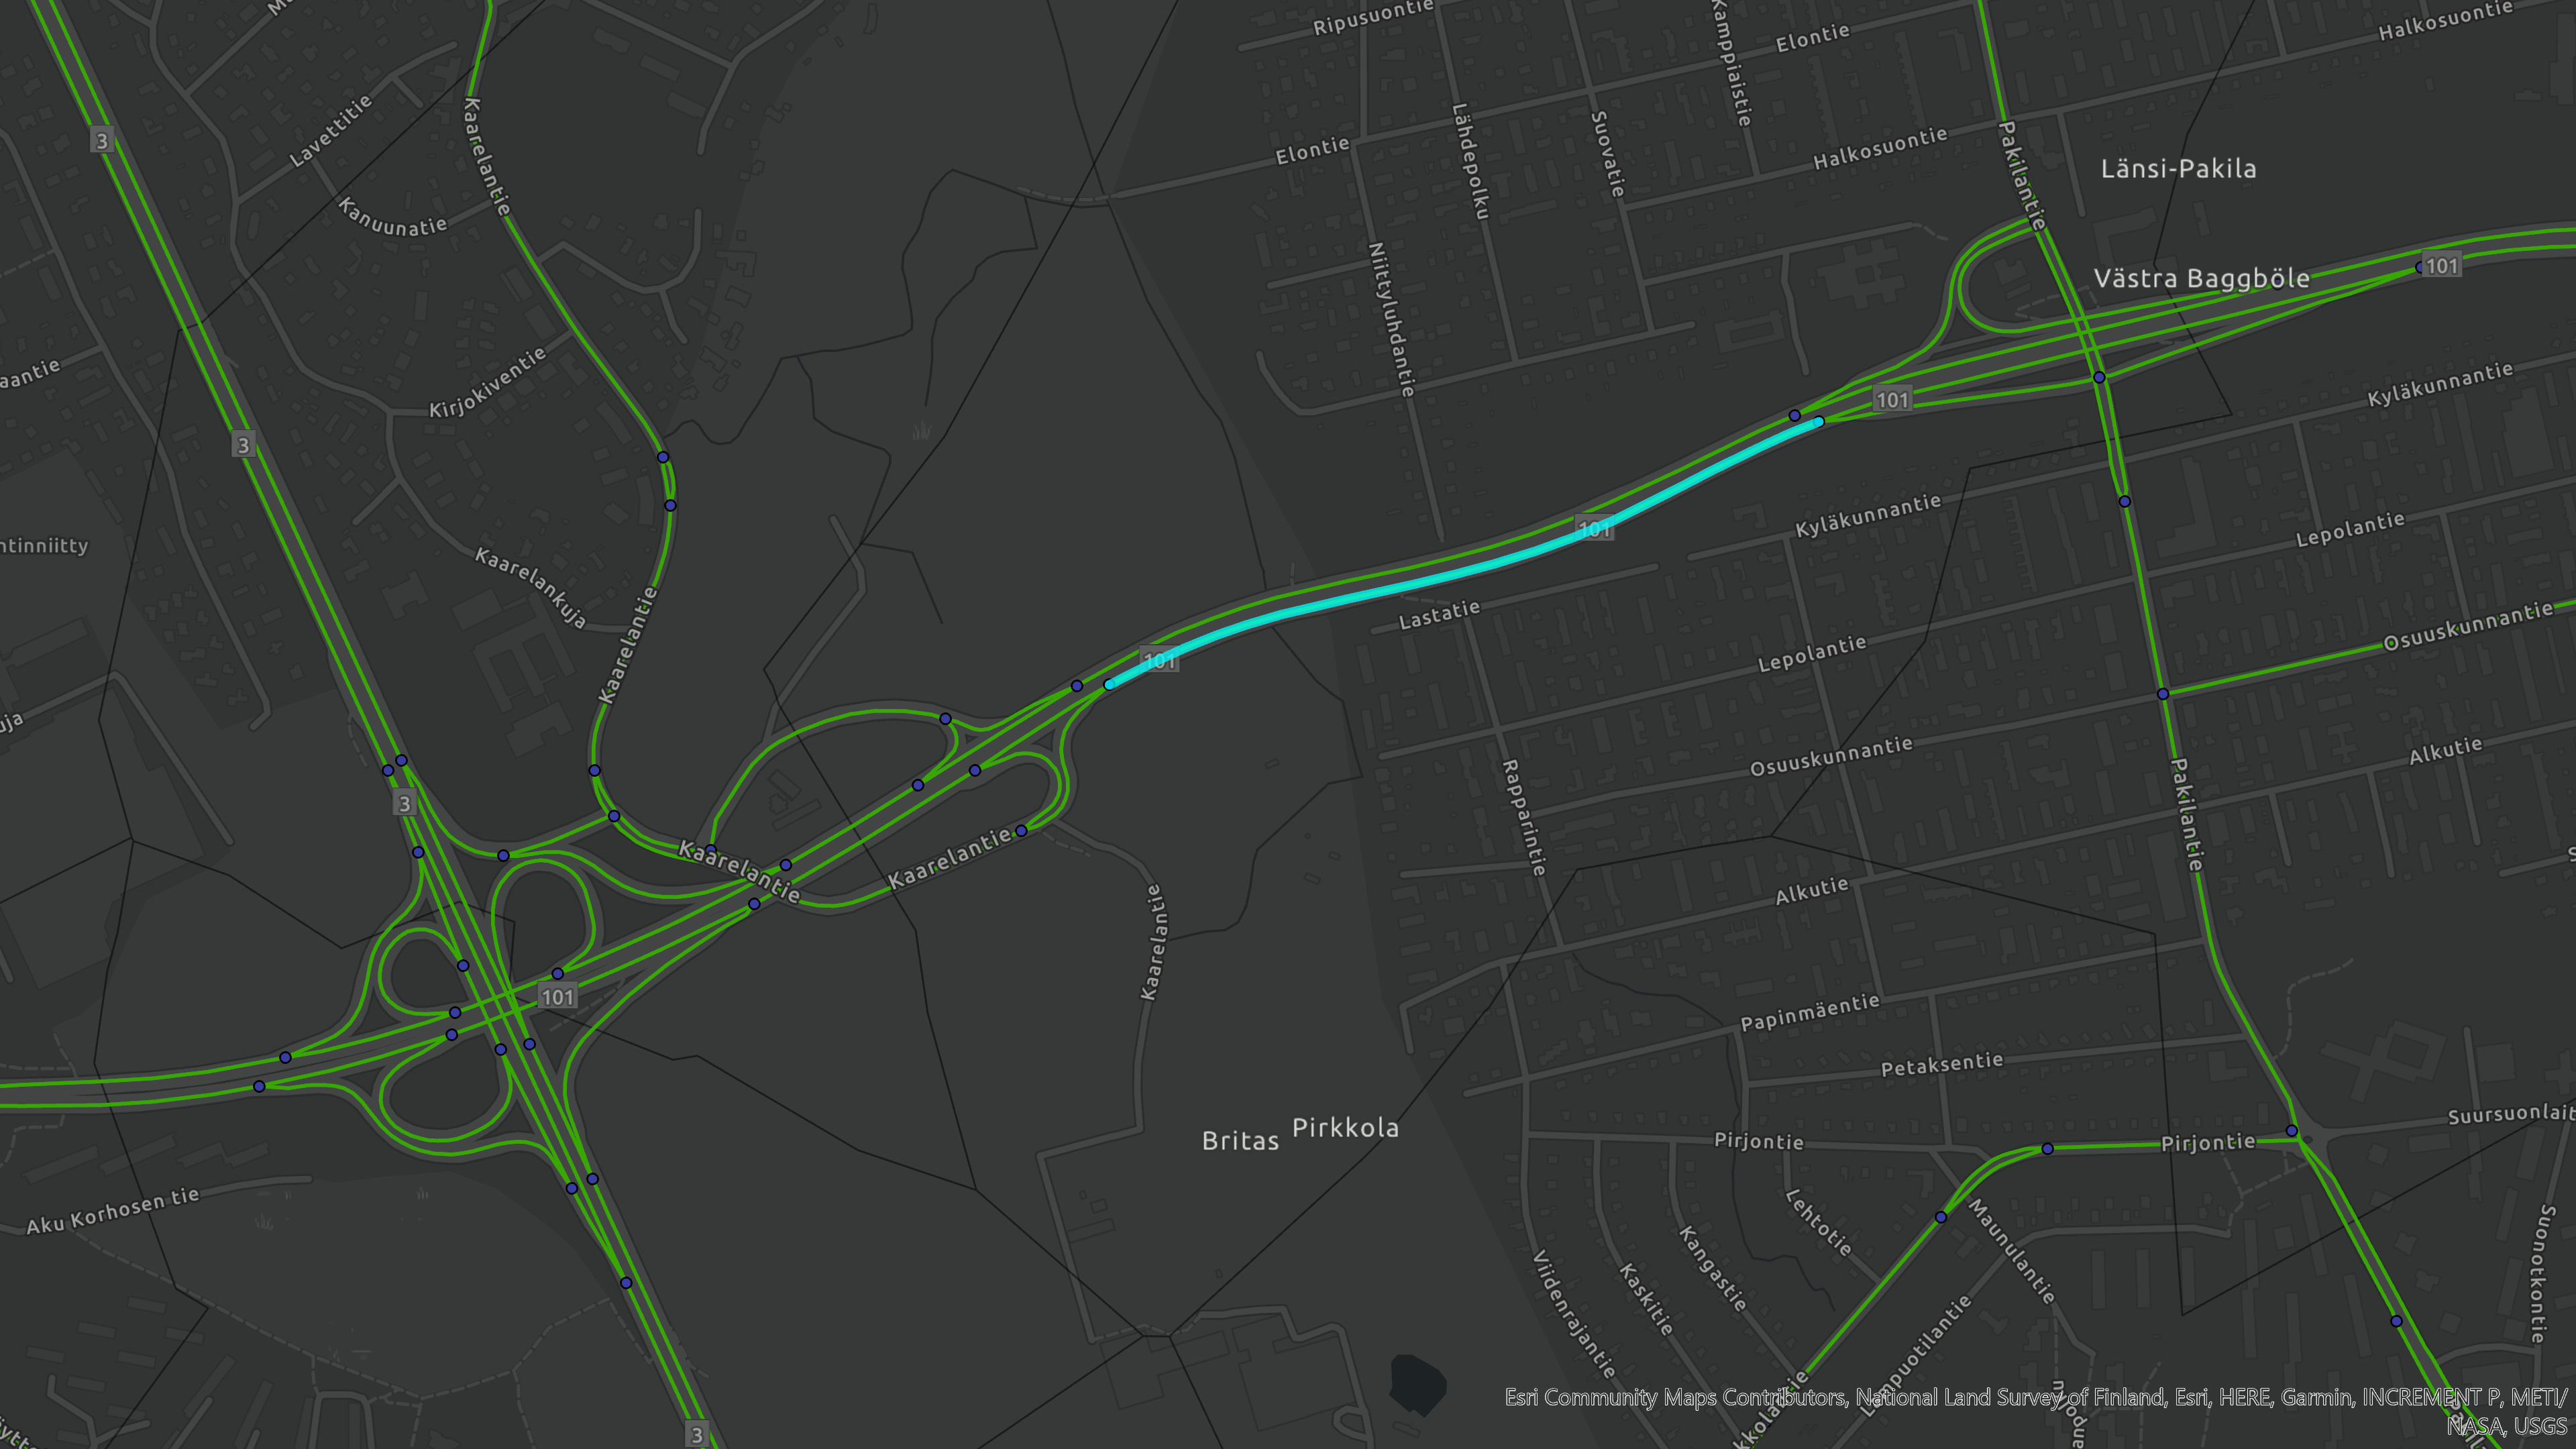 Ripusuontie
Elontie
Halkosuontie
Kamppiaistie
Kaarelantie
Lavettitie
3
Lähdepolku
Suovatie
Elontie
Halkosuontie
Pakilantie
Länsi-Pakila
Kanuunatie
Niittyluhdantie
Västra Baggböle
101
Kirjokiventie
101
Kyläkunnantie
3
Kyläkunnantie
101
Lepolantie
Kaarelankuja
Lastatie
Kaarelantie
Osuuskunnantie
Lepolantie
101
Osuuskunnantie
Alkutie
3
Rapparintie
Pakilantie
Kaarelantie
Kaarelantie
Alkutie
Kaarelantie
101
Papinmäentie
Petaksentie
Britas
Pirkkola
Pirjontie
Pirjontie
Suursuonlait
Aku Korhosen tie
Lehtotie
Maunulantie
Kangastie
Kaskitie
Viidenrajantie
Lampuotilantie
Suonotkontie
3
Esri Community Maps Contributors, National Land Survey of Finland, Esri, HERE, Garmin, INCREMENT P, METI/
NASA, USGS